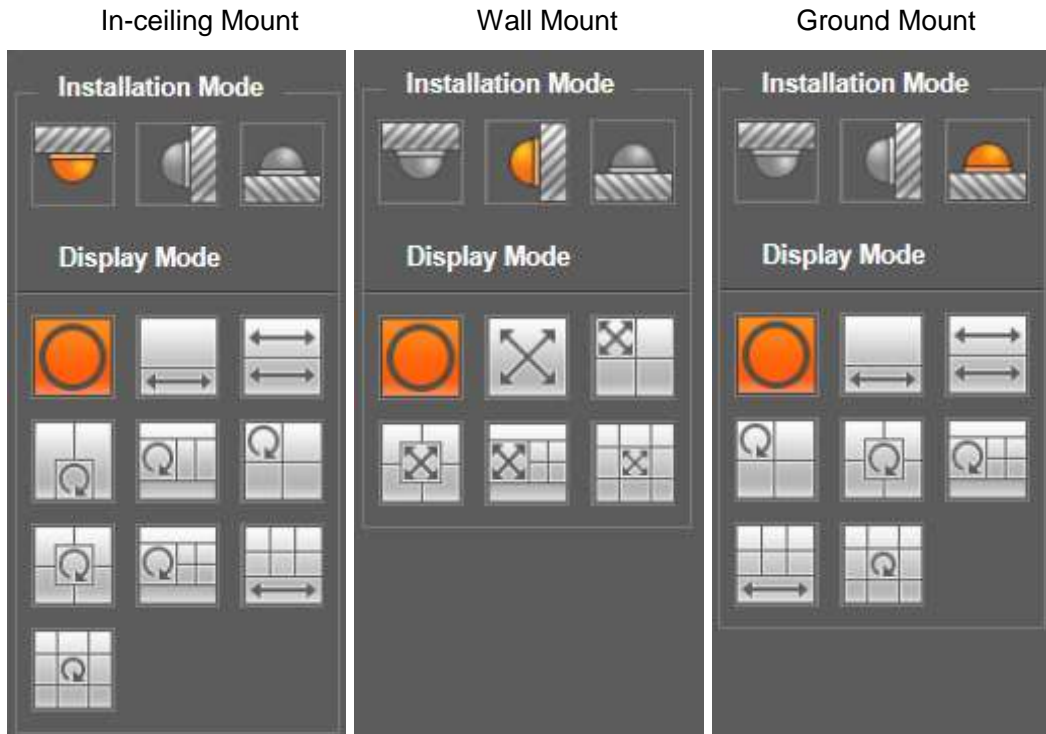 In-ceiling Mount
Wall Mount
Ground Mount
Installation Mode
Installation Mode
Installation Mode
Display Mode
Display Mode
Display Mode